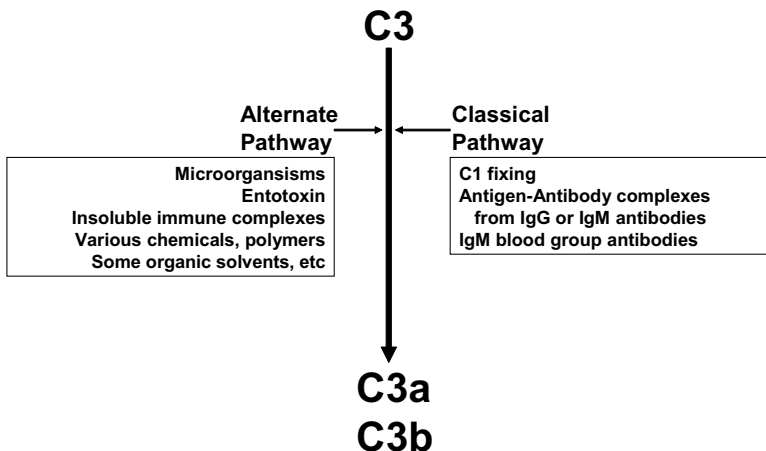 C3
Alternate
Pathway
Classical
Pathway
Microorgansisms
Entotoxin
Insoluble immune complexes
Various chemicals, polymers
Some organic solvents, etc
C1 fixing
Antigen-Antibody complexes
from IgG or IgM antibodies
IgM blood group antibodies
C3a
C3b